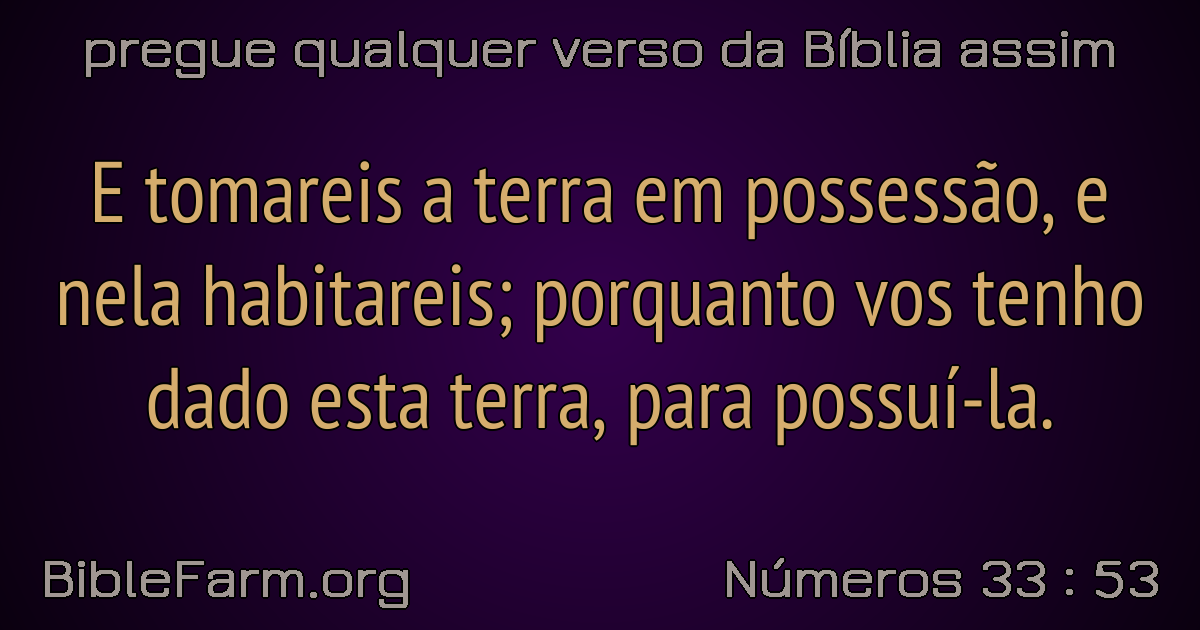 pregue qualquer verso da Bíblia assim
E tomareis a terra em possessão, e
nela habitareis; porquanto vos tenho
dado esta terra, para possuí-la.
BibleFarm.org
Números 33 : 53